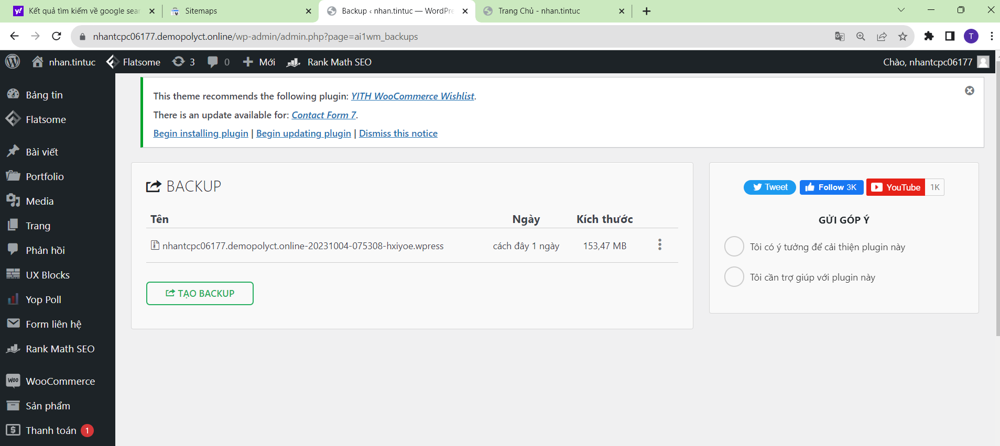 Kết quả tìm kiếm về google sear
Sitemaps
Backup ‹ nhan.tintuc — WordPre
Trang Chủ - nhan.tintuc
nhantcpc06177.demopolyct.online/wp-admin/admin.php?page=ai1wm_backups
T
nhan.tintuc
Flatsome
3
0
Mới
Rank Math SEO
Chào, nhantcpc06177
Bảng tin
Flatsome
Bài viết
Portfolio
Media
Trang
Phản hồi
UX Blocks
Yop Poll
Form liên hệ
Rank Math SEO
WooCommerce
Sản phẩm
Thanh toán 1
This theme recommends the following plugin: YITH WooCommerce Wishlist.
There is an update available for: Contact Form 7.
Begin installing plugin | Begin updating plugin | Dismiss this notice
BACKUP
Tên Ngày Kích thước
nhantcpc06177.demopolyct.online-20231004-075308-hxiyoe.wpress cách đây 1 ngày 153,47 MB
TẠO BACKUP
Tweet
Follow 3K
YouTube 1K
GỬI GÓP Ý
Tôi có ý tưởng để cải thiện plugin này
Tôi cần trợ giúp với plugin này